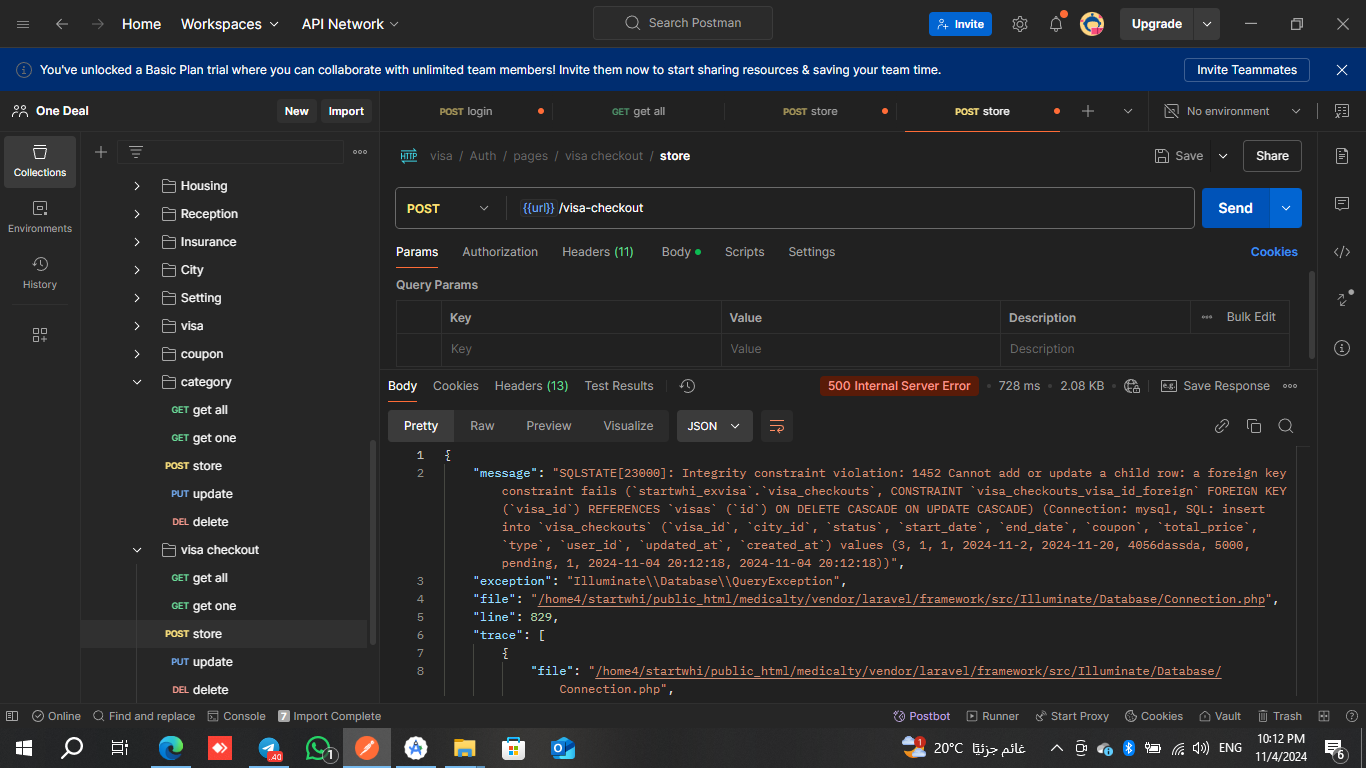 Home Workspaces API Network Search Postman Invite Upgrade
You've unlocked a Basic Plan trial where you can collaborate with unlimited team members! Invite them now to start sharing resources & saving your team time. Invite Teammates
One Deal New Import POST login GET get all POST store POST store No environment
Collections
Environments
History
Housing
Reception
Insurance
City
Setting
visa
coupon
category
GET get all
GET get one
POST store
PUT update
DEL delete
visa checkout
GET get all
GET get one
POST store
PUT update
DEL delete
HTTP visa / Auth / pages / visa checkout / store Save Share
POST {{url}} /visa-checkout Send
Params Authorization Headers (11) Body Scripts Settings Cookies
Query Params
Key Value Description Bulk Edit
Key Value Description
Body Cookies Headers (13) Test Results 500 Internal Server Error 728 ms 2.08 KB e.g. Save Response
Pretty Raw Preview Visualize JSON
1 {
2 "message": "SQLSTATE[23000]: Integrity constraint violation: 1452 Cannot add or update a child row: a foreign key
constraint fails (`startwhi_exvisa`.`visa_checkouts`, CONSTRAINT `visa_checkouts_visa_id_foreign` FOREIGN KEY
(`visa_id`) REFERENCES `visas` (`id`) ON DELETE CASCADE ON UPDATE CASCADE) (Connection: mysql, SQL: insert
into `visa_checkouts` (`visa_id`, `city_id`, `status`, `start_date`, `end_date`, `coupon`, `total_price`,
`type`, `user_id`, `updated_at`, `created_at`) values (3, 1, 1, 2024-11-2, 2024-11-20, 4056dassda, 5000,
pending, 1, 2024-11-04 20:12:18, 2024-11-04 20:12:18))",
3 "exception": "Illuminate\\Database\\QueryException",
4 "file": "/home4/startwhi/public_html/medicalty/vendor/laravel/framework/src/Illuminate/Database/Connection.php",
5 "line": 829,
6 "trace": [
7 {
8 "file": "/home4/startwhi/public_html/medicalty/vendor/laravel/framework/src/Illuminate/Database/
Connection.php",
Online Find and replace Console 7 Import Complete Postbot Runner Start Proxy Cookies Vault Trash
.40 1 1 20°C غائم جزئيًا ENG 10:12 PM 6
11/4/2024